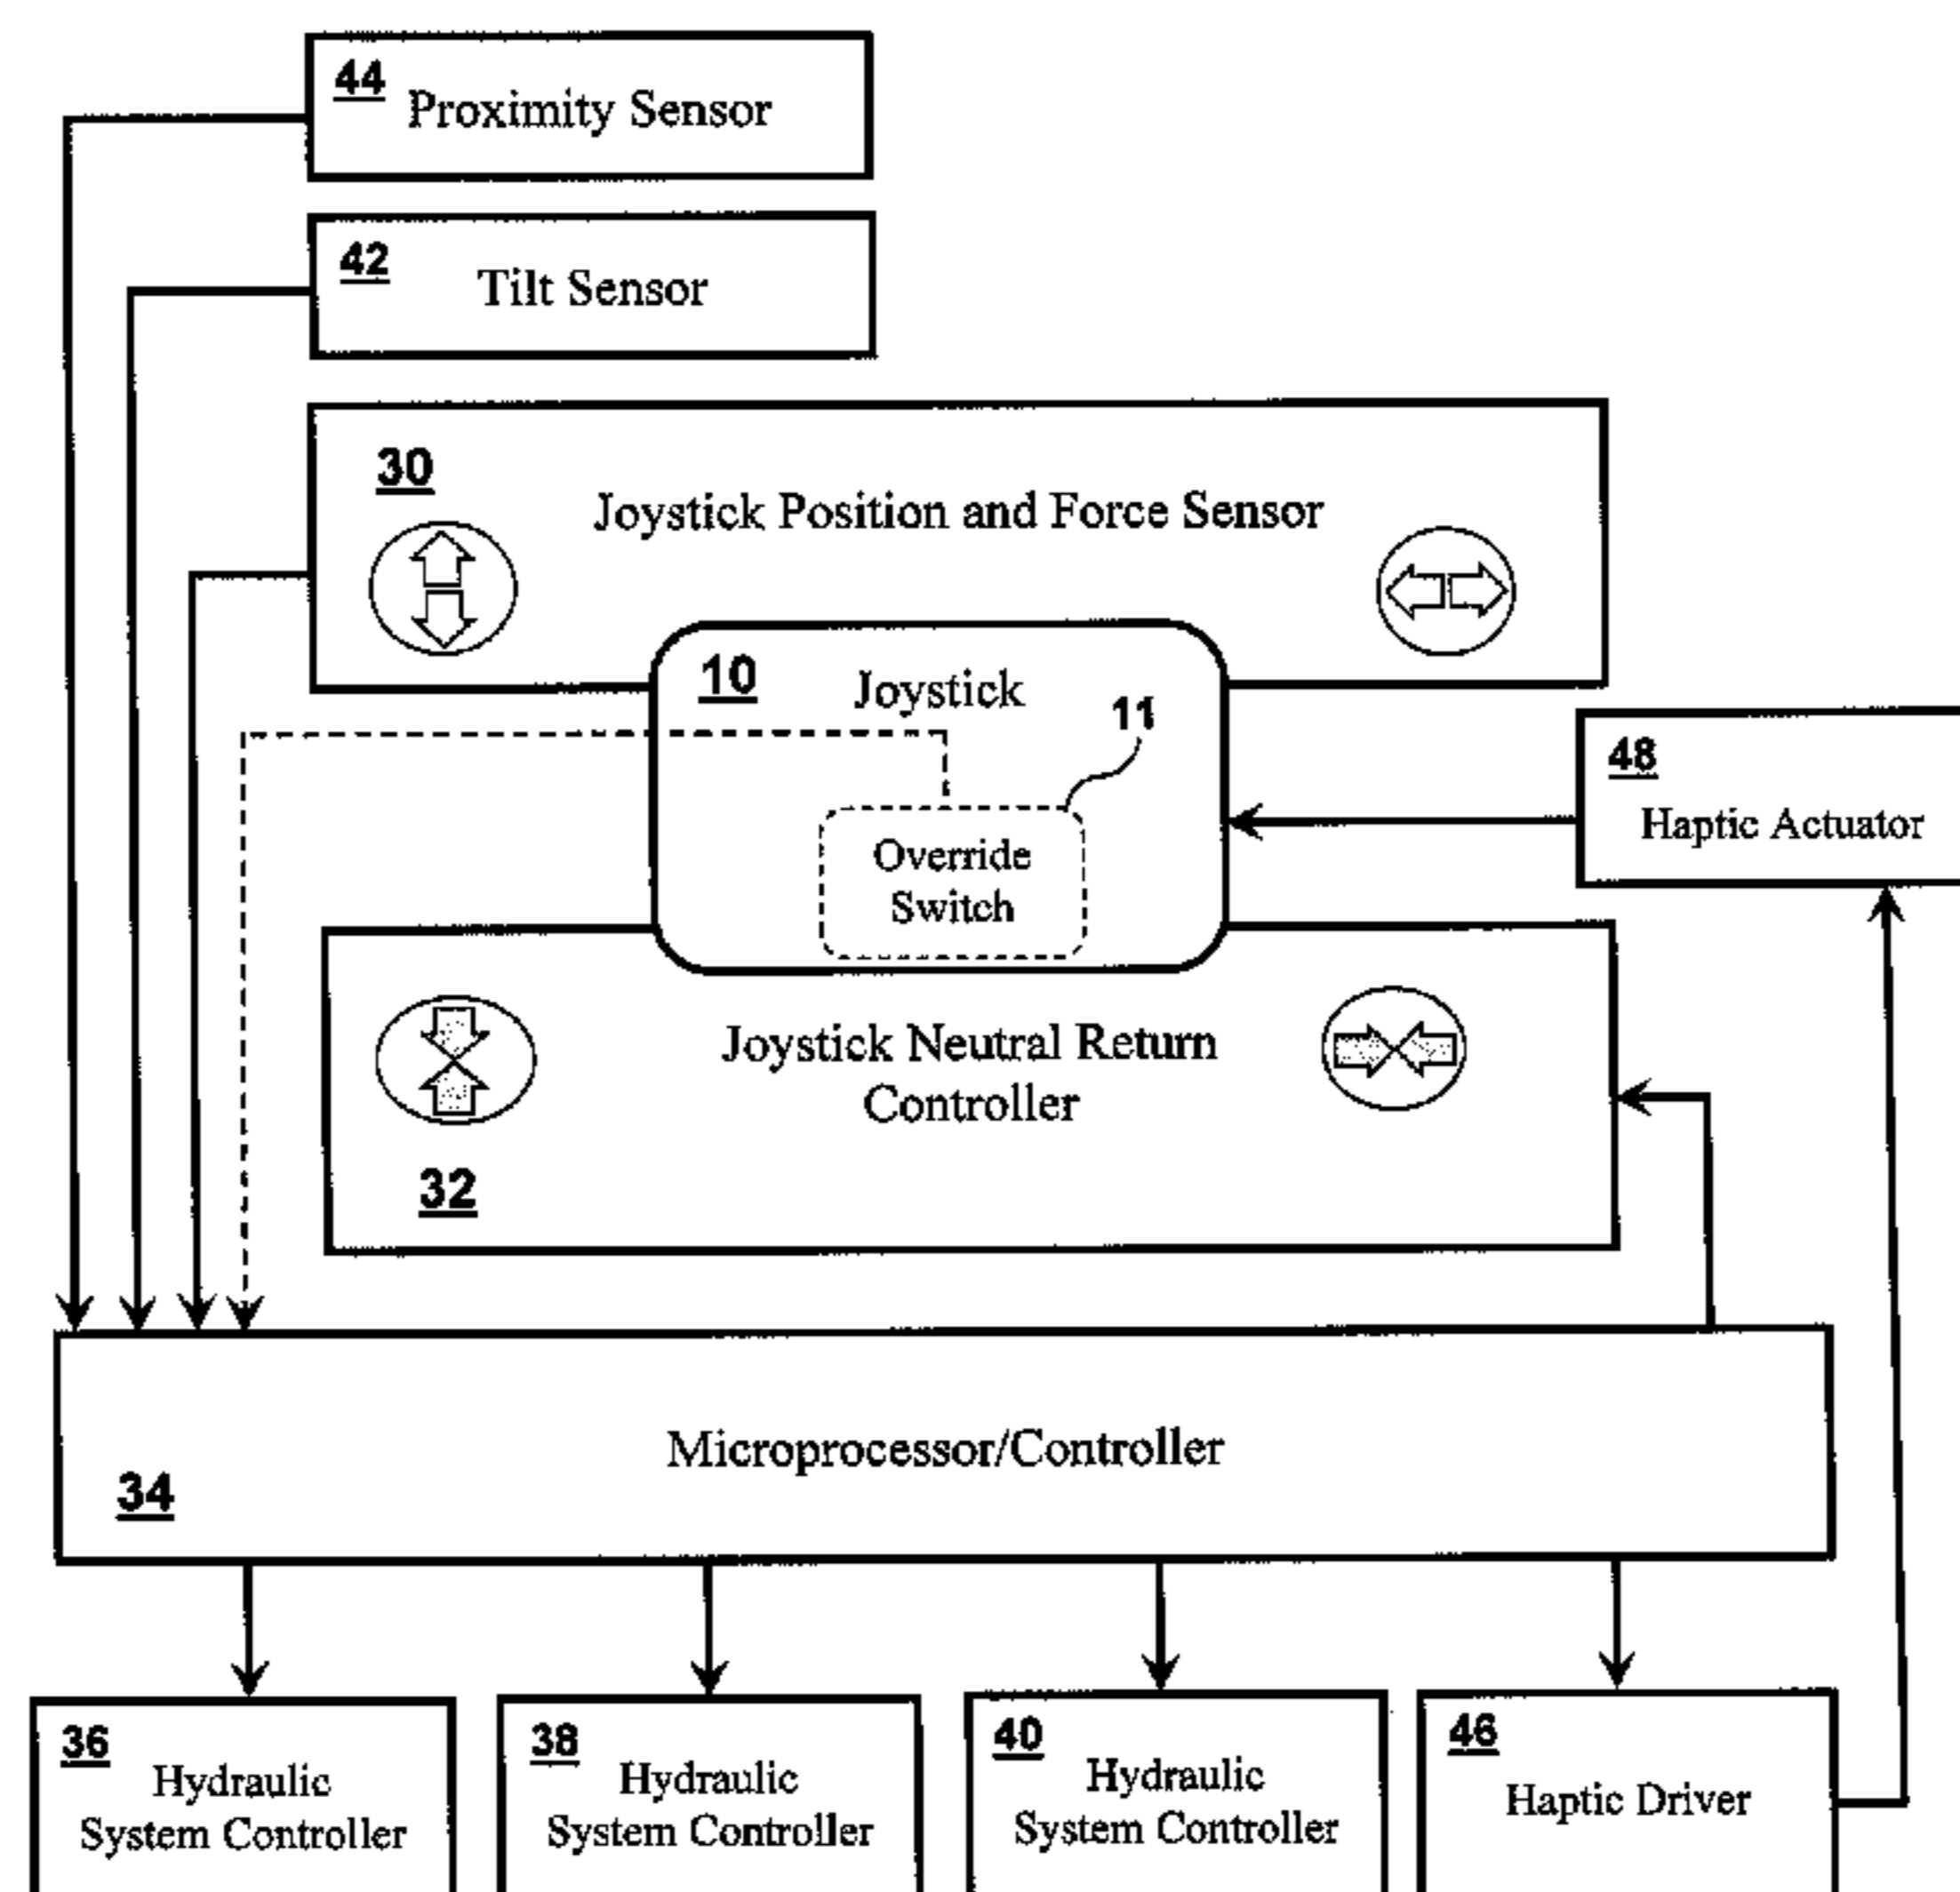 44
Proximity Sensor
42
Tilt Sensor
30
Joystick Position and Force Sensor
10
Joystick
11
Override
Switch
48
Haptic Actuator
Joystick Neutral Return
Controller
32
Microprocessor/Controller
34
36
Hydraulic
System Controller
38
Hydraulic
System Controller
40
Hydraulic
System Controller
46
Haptic Driver